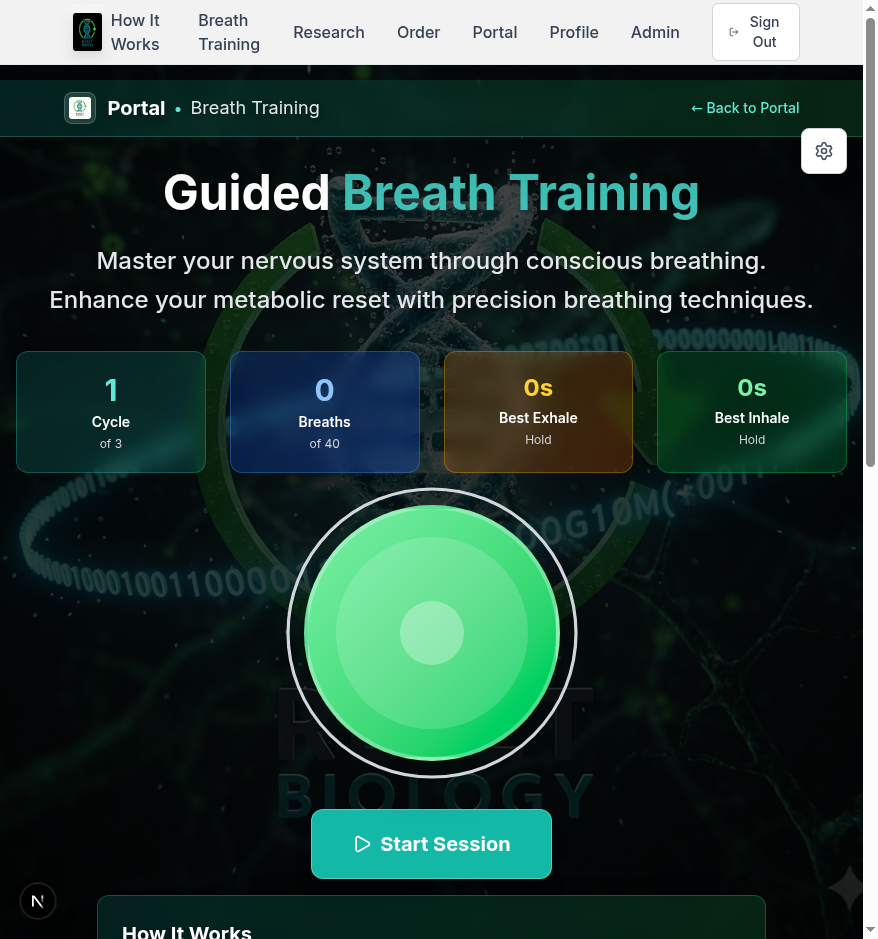 How It Works
Breath Training
Research
Order
Portal
Profile
Admin
Sign Out
Portal • Breath Training
← Back to Portal
Guided Breath Training
Master your nervous system through conscious breathing.
Enhance your metabolic reset with precision breathing techniques.
1
Cycle
of 3
0
Breaths
of 40
0s
Best Exhale
Hold
0s
Best Inhale
Hold
BIOLOGY
Start Session
N
How It Works